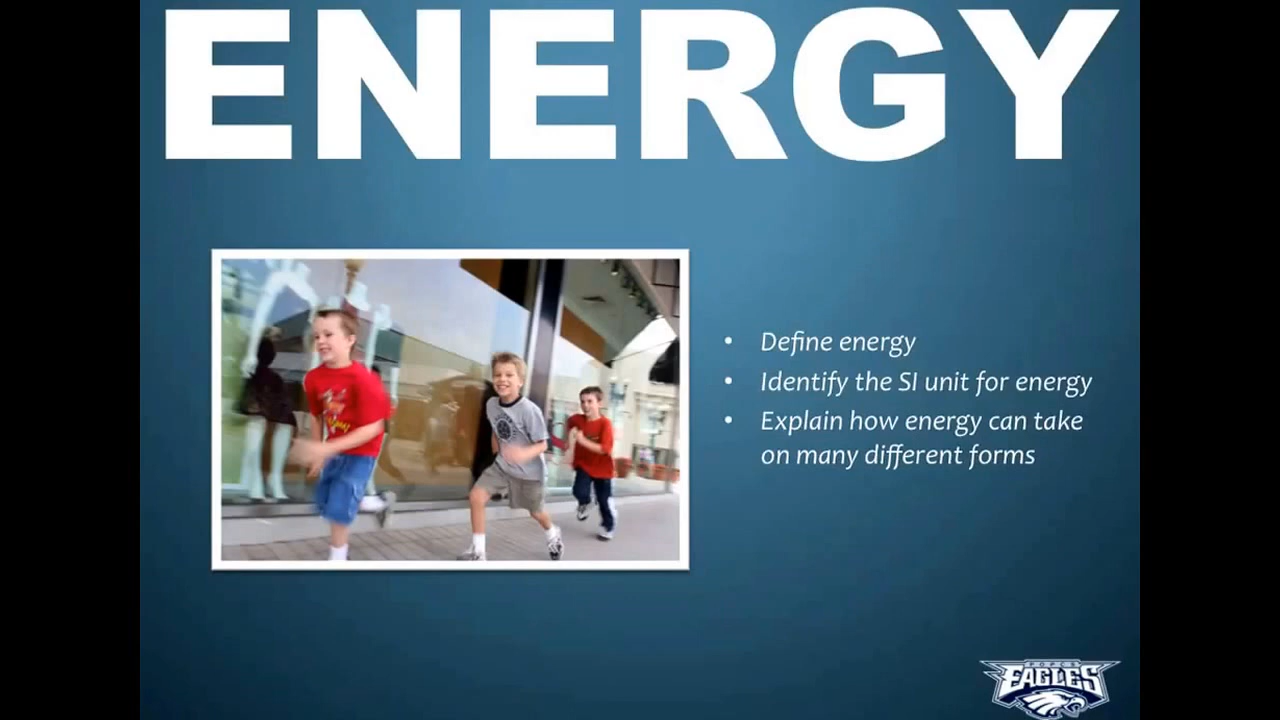 ENERGY
• Define energy
• Identify the SI unit for energy
• Explain how energy can take
on many different forms
EAGLES